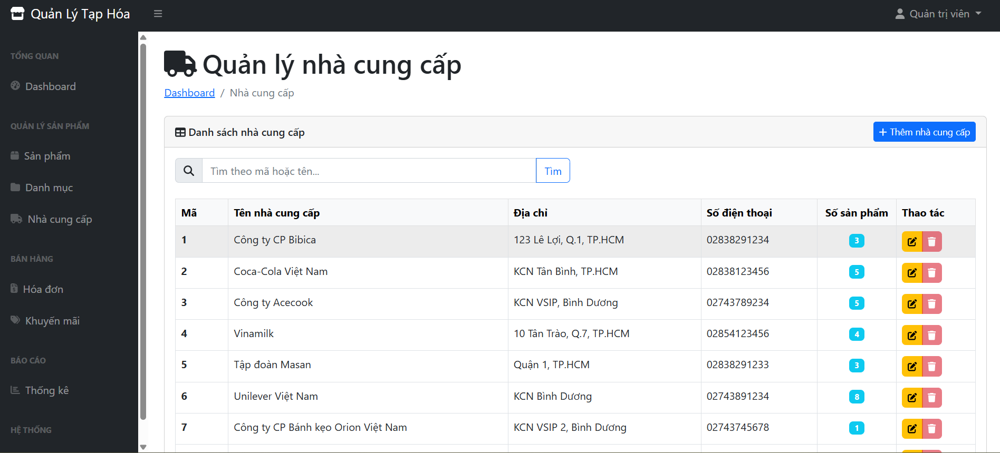 Quản Lý Tạp Hóa
Quản trị viên
TỔNG QUAN
Dashboard
QUẢN LÝ SẢN PHẨM
Sản phẩm
Danh mục
Nhà cung cấp
BÁN HÀNG
Hóa đơn
Khuyến mãi
BÁO CÁO
Thống kê
HỆ THỐNG
Quản lý nhà cung cấp
Dashboard / Nhà cung cấp
Danh sách nhà cung cấp
+ Thêm nhà cung cấp
Tìm theo mã hoặc tên...
Tìm
Mã Tên nhà cung cấp Địa chỉ Số điện thoại Số sản phẩm Thao tác
1 Công ty CP Bibica 123 Lê Lợi, Q.1, TP.HCM 02838291234 3
2 Coca-Cola Việt Nam KCN Tân Bình, TP.HCM 02838123456 5
3 Công ty Acecook KCN VSIP, Bình Dương 02743789234 5
4 Vinamilk 10 Tân Trào, Q.7, TP.HCM 02854123456 4
5 Tập đoàn Masan Quận 1, TP.HCM 02838291233 3
6 Unilever Việt Nam KCN Bình Dương 02743891234 8
7 Công ty CP Bánh kẹo Orion Việt Nam KCN VSIP 2, Bình Dương 02743745678 1